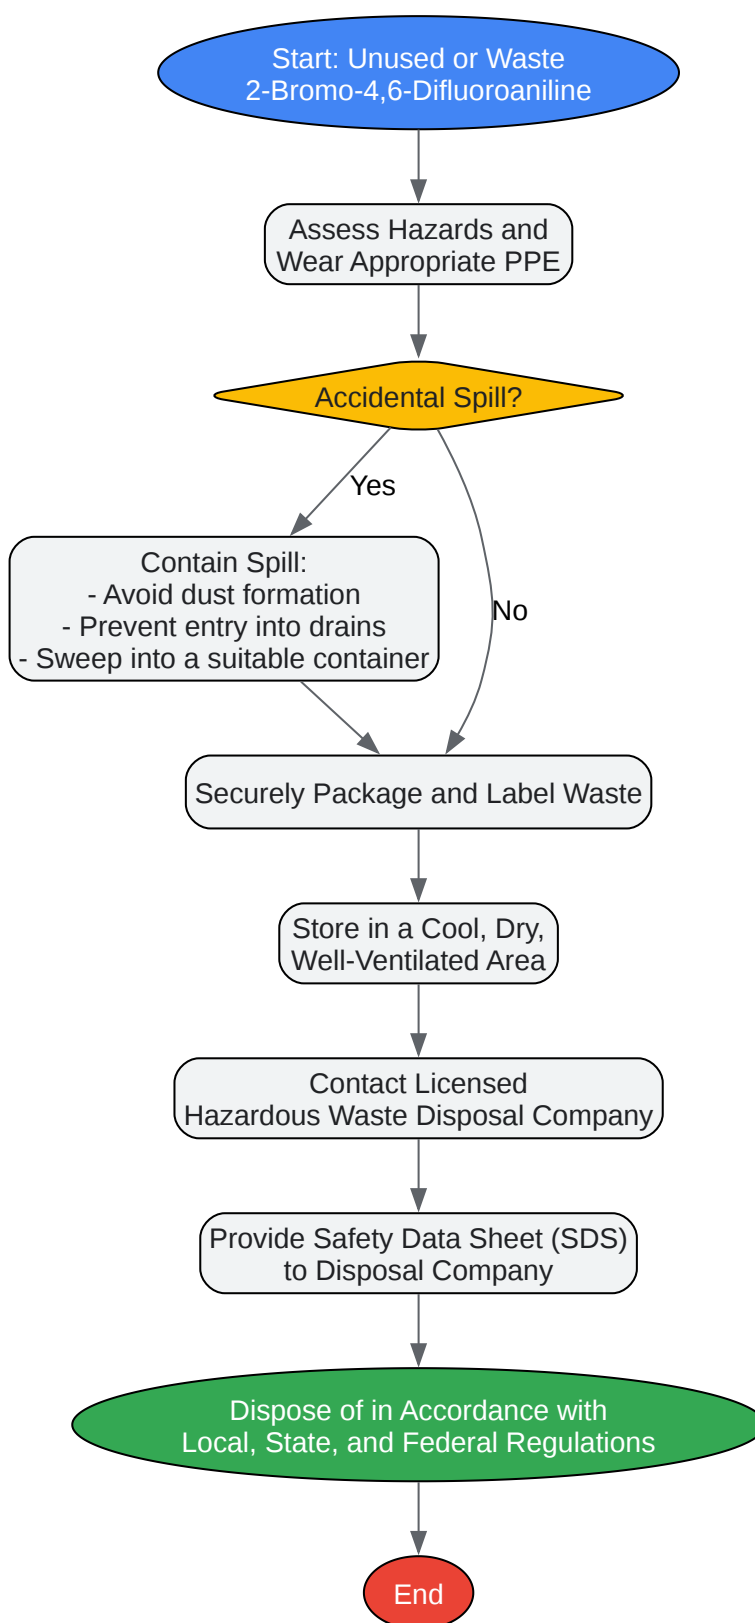 Start: Unused or Waste
2-Bromo-4,6-Difluoroaniline
Assess Hazards and
Wear Appropriate PPE
Accidental Spill?
Yes
Contain Spill:
- Avoid dust formation
- Prevent entry into drains
- Sweep into a suitable container
No
Securely Package and Label Waste
Store in a Cool, Dry,
Well-Ventilated Area
Contact Licensed
Hazardous Waste Disposal Company
Provide Safety Data Sheet (SDS)
to Disposal Company
Dispose of in Accordance with
Local, State, and Federal Regulations
End